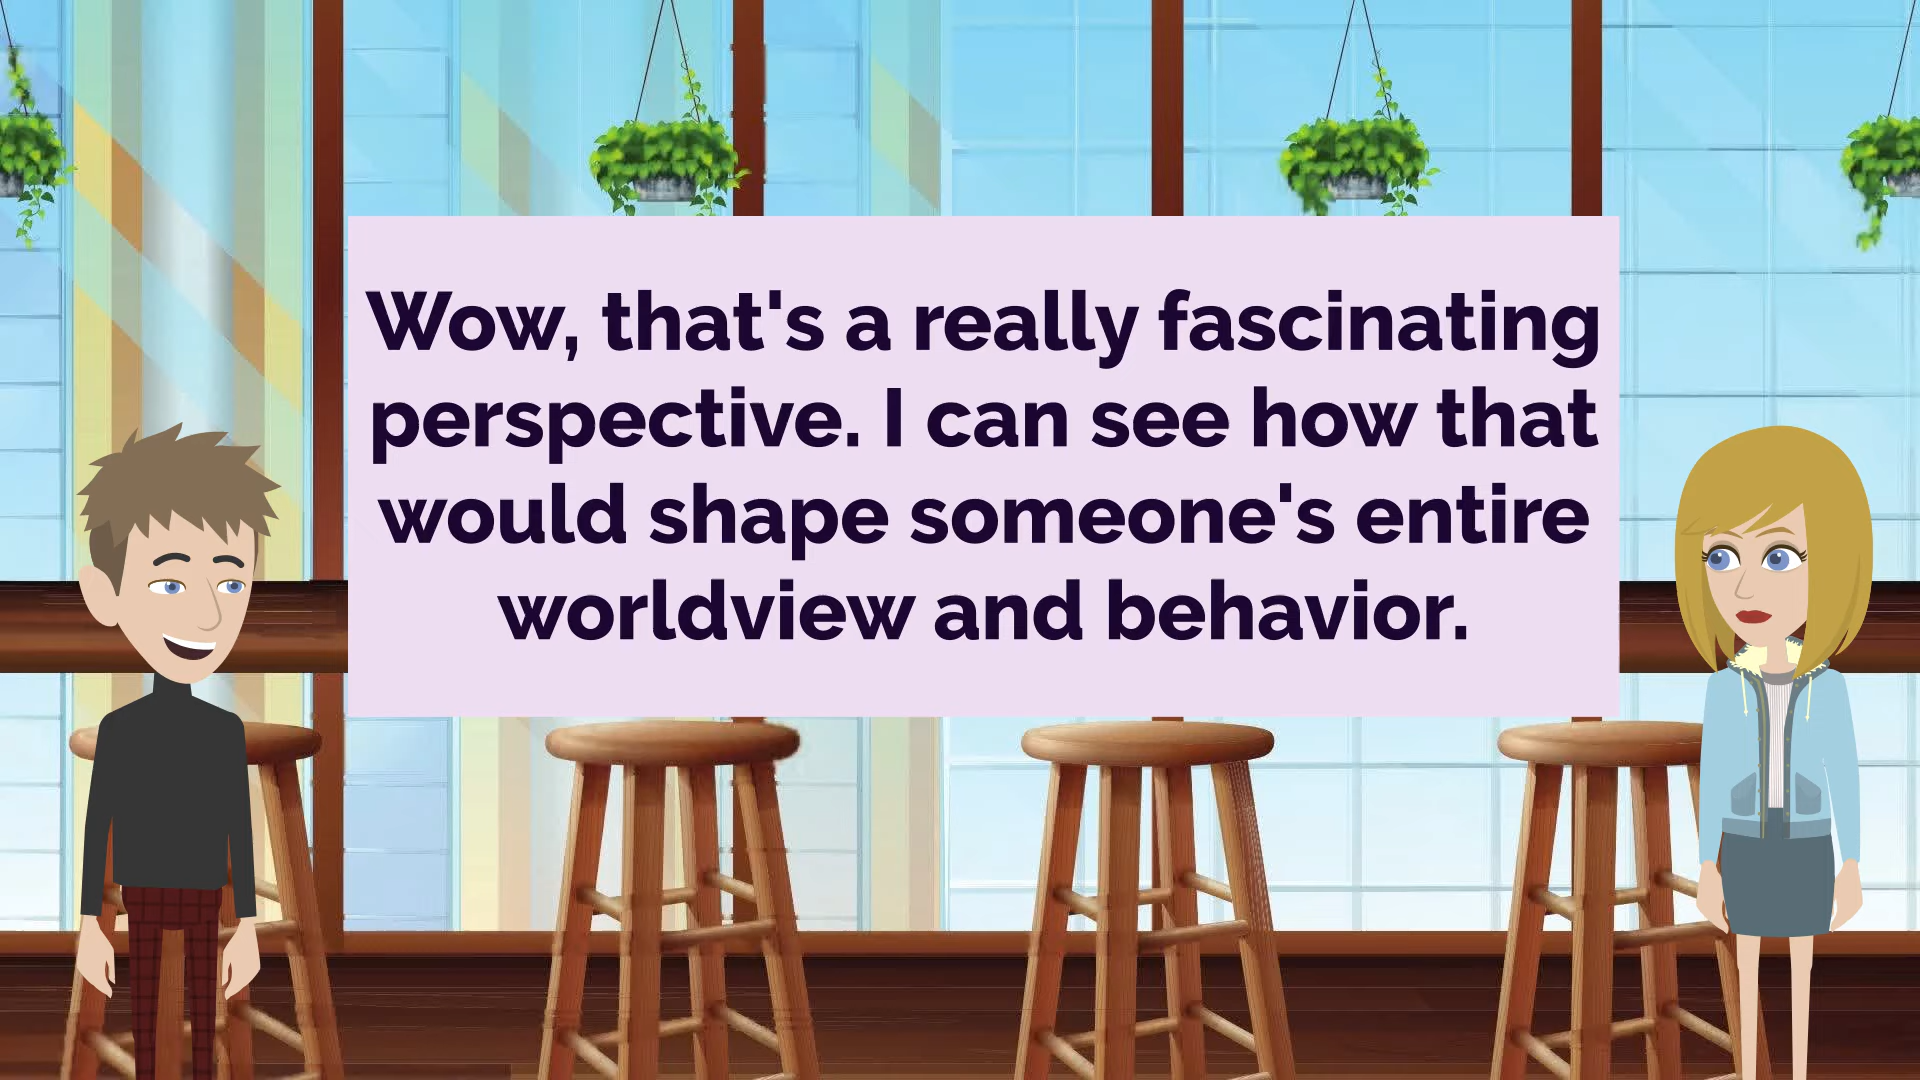 Wow, that's a really fascinating
perspective. I can see how that
would shape someone's entire
worldview and behavior.